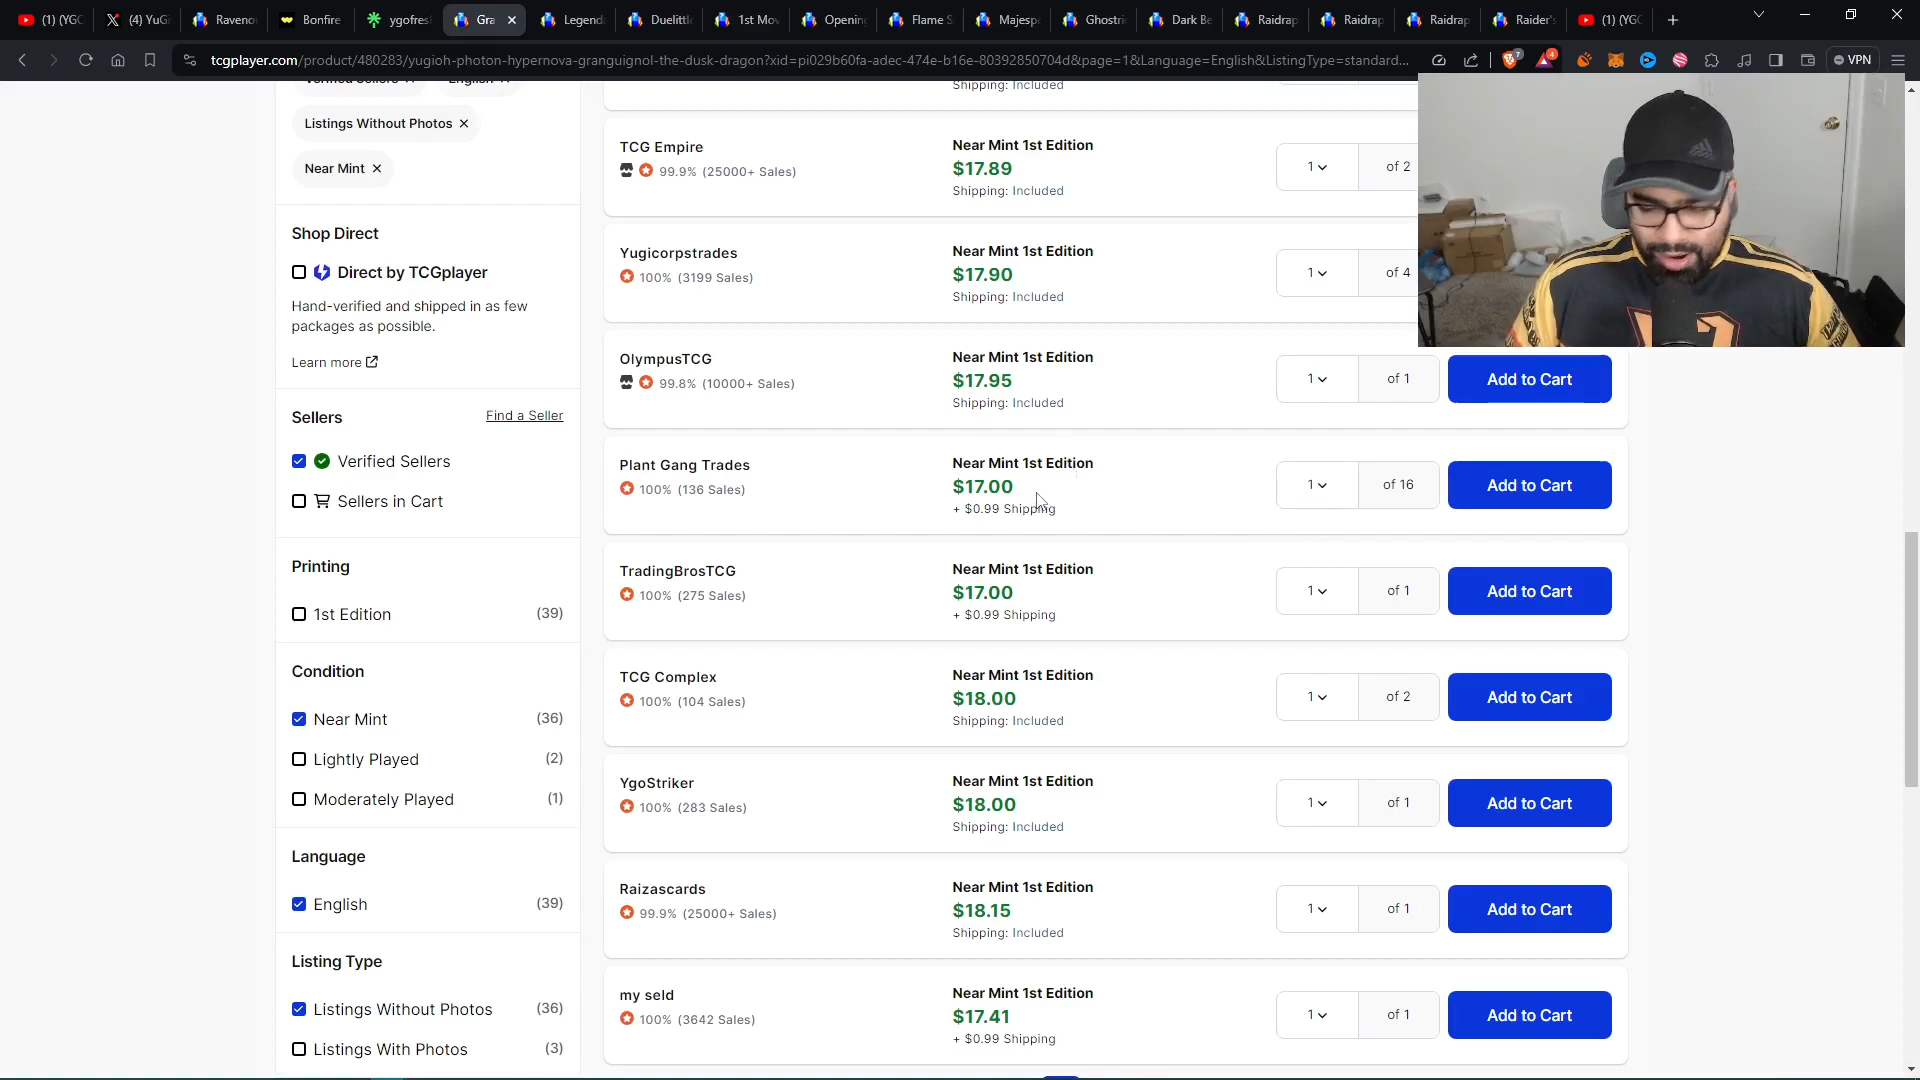 (1) (YGC
(4) YuGi
Raveno
Bonfire
ygofres
Gra
Legend
Duelittl
1st Mov
Openin
Flame S
Majesp
Ghostri
Dark Be
Raidrap
Raidrap
Raidrap
Raider's
(1) (YGC
tcgplayer.com/product/480283/yugioh-photon-hypernova-granguignol-the-dusk-dragon?xid=pi029b60fa-adec-474e-b16e-80392850704d&page=1&Language=English&ListingType=standard...
7
4
VPN
Verified Sellers
English
Listings Without Photos
Near Mint
Shop Direct
Direct by TCGplayer
Hand-verified and shipped in as few
packages as possible.
Learn more
Sellers
Find a Seller
Verified Sellers
Sellers in Cart
Printing
1st Edition (39)
Condition
Near Mint (36)
Lightly Played (2)
Moderately Played (1)
Language
English (39)
Listing Type
Listings Without Photos (36)
Listings With Photos (3)
Shipping: Included
TCG Empire
99.9% (25000+ Sales)
Near Mint 1st Edition
$17.89
Shipping: Included
1 of 2
Yugicorpstrades
100% (3199 Sales)
Near Mint 1st Edition
$17.90
Shipping: Included
1 of 4
OlympusTCG
99.8% (10000+ Sales)
Near Mint 1st Edition
$17.95
Shipping: Included
1 of 1
Add to Cart
Plant Gang Trades
100% (136 Sales)
Near Mint 1st Edition
$17.00
+ $0.99 Shipping
1 of 16
Add to Cart
TradingBrosTCG
100% (275 Sales)
Near Mint 1st Edition
$17.00
+ $0.99 Shipping
1 of 1
Add to Cart
TCG Complex
100% (104 Sales)
Near Mint 1st Edition
$18.00
Shipping: Included
1 of 2
Add to Cart
YgoStriker
100% (283 Sales)
Near Mint 1st Edition
$18.00
Shipping: Included
1 of 1
Add to Cart
Raizascards
99.9% (25000+ Sales)
Near Mint 1st Edition
$18.15
Shipping: Included
1 of 1
Add to Cart
my seld
100% (3642 Sales)
Near Mint 1st Edition
$17.41
+ $0.99 Shipping
1 of 1
Add to Cart